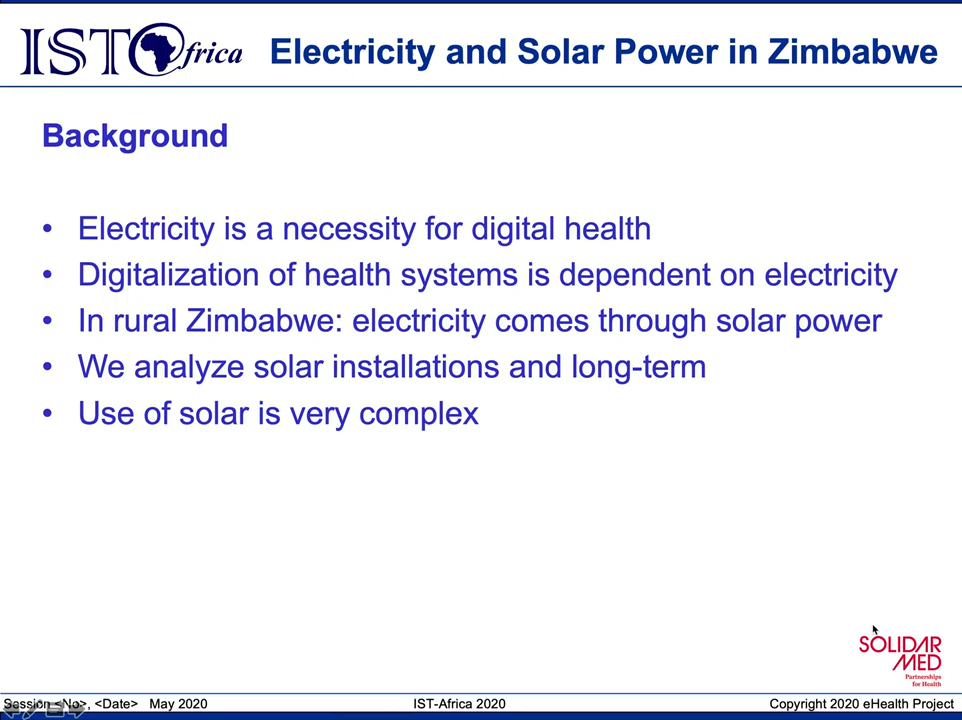 IST Africa
Electricity and Solar Power in Zimbabwe
Background
• Electricity is a necessity for digital health
• Digitalization of health systems is dependent on electricity
• In rural Zimbabwe: electricity comes through solar power
• We analyze solar installations and long-term
• Use of solar is very complex
SOLIDAR
MED
Partnerships
for Health
Session <No>, <Date> May 2020
IST-Africa 2020
Copyright 2020 eHealth Project